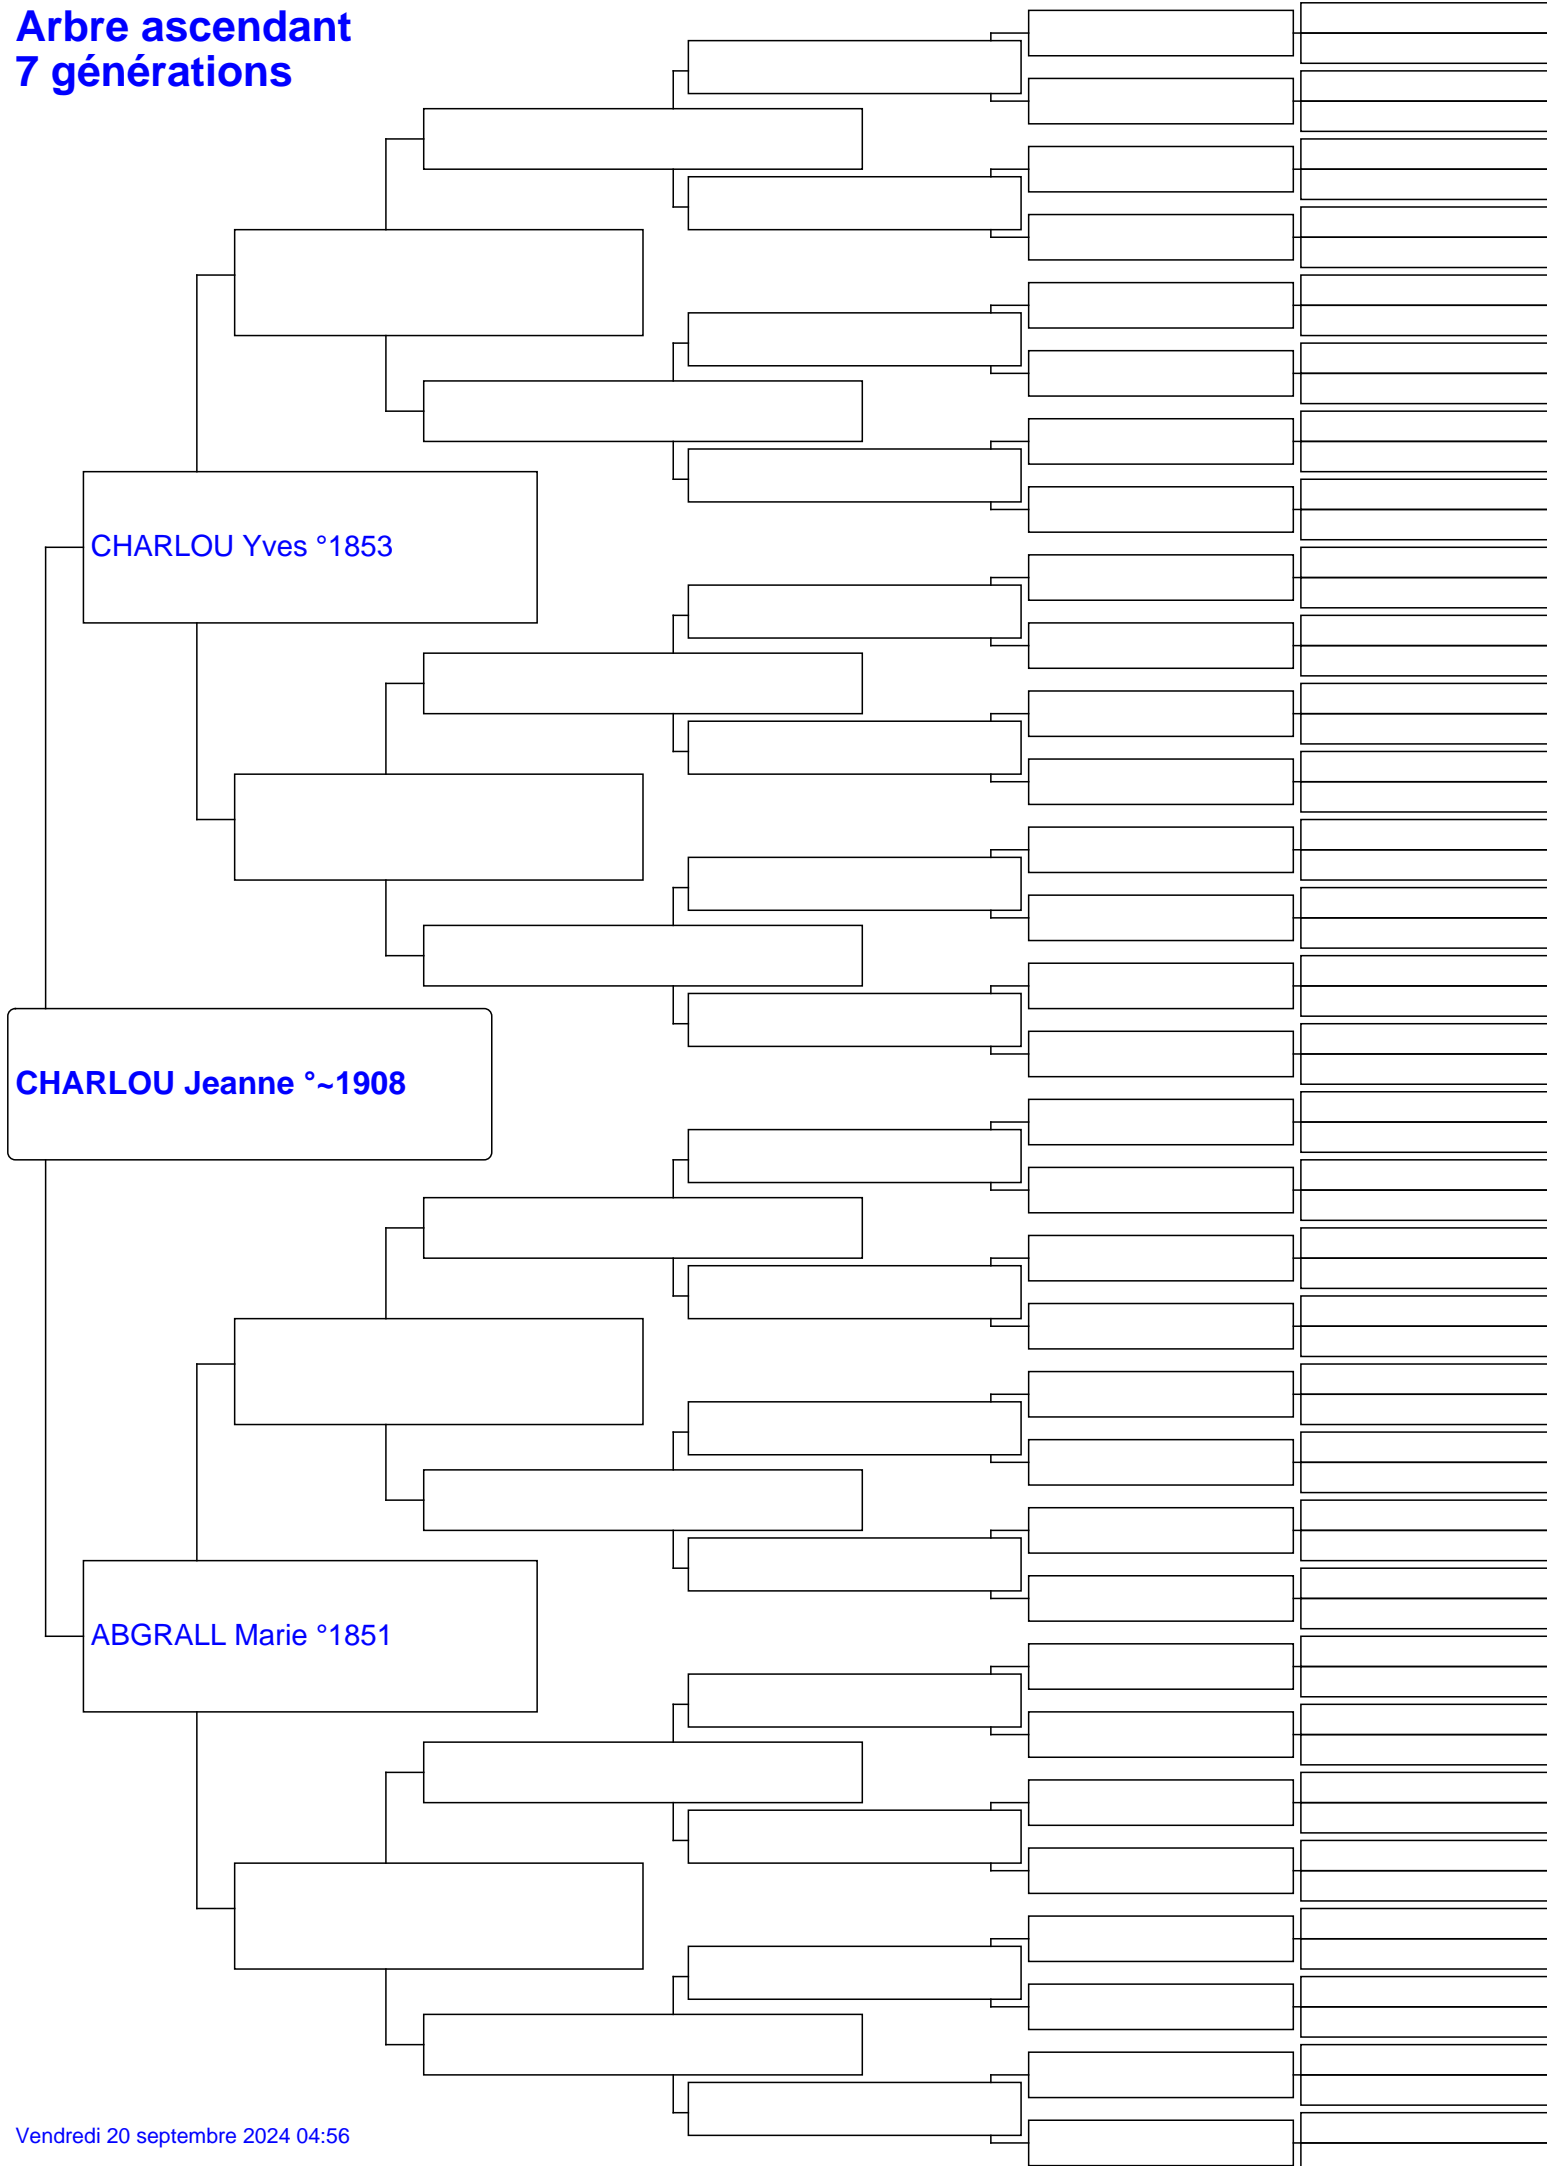 Arbre ascendant
7 générations
CHARLOU Yves °1853
CHARLOU Jeanne °~1908
ABGRALL Marie °1851
Vendredi 20 septembre 2024 04:56